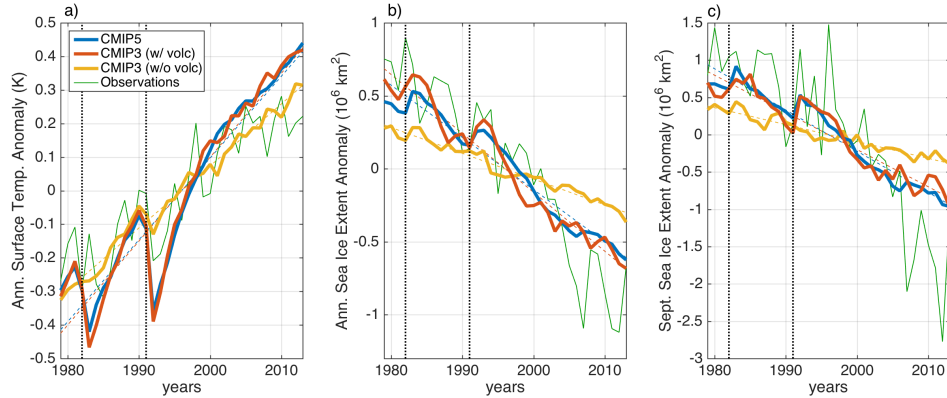 a)
Ann. Surface Temp. Anomaly (K)
0.5
0.4
0.3
0.2
0.1
0
-0.1
-0.2
-0.3
-0.4
-0.5
CMIP5
CMIP3 (w/ volc)
CMIP3 (w/o volc)
Observations
1980 1990 2000 2010
years
b)
Ann. Sea Ice Extent Anomaly (10⁶ km²)
1
0.5
0
-0.5
-1
1980 1990 2000 2010
years
c)
Sept. Sea Ice Extent Anomaly (10⁶ km²)
1.5
1
0.5
0
-0.5
-1
-1.5
-2
-2.5
-3
1980 1990 2000 2010
years